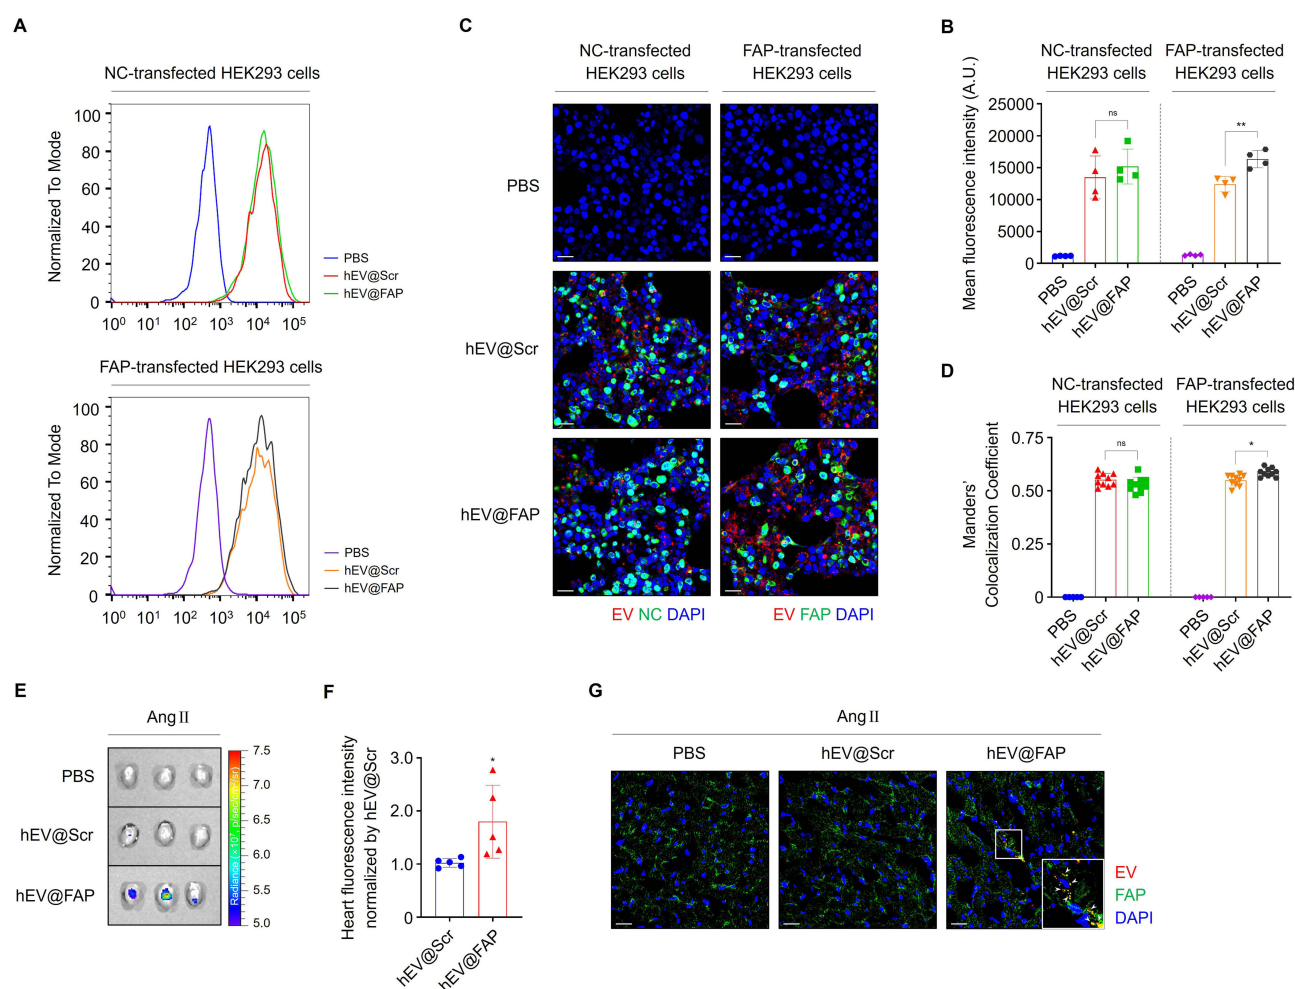 A
NC-transfected HEK293 cells
Normalized To Mode
100
80
60
40
20
0
10⁰ 10¹ 10² 10³ 10⁴ 10⁵
PBS
hEV@Scr
hEV@FAP
FAP-transfected HEK293 cells
Normalized To Mode
100
80
60
40
20
0
10⁰ 10¹ 10² 10³ 10⁴ 10⁵
PBS
hEV@Scr
hEV@FAP
C
NC-transfected
HEK293 cells
FAP-transfected
HEK293 cells
PBS
hEV@Scr
hEV@FAP
EV NC DAPI
EV FAP DAPI
B
NC-transfected
HEK293 cells
FAP-transfected
HEK293 cells
Mean fluorescence intensity (A.U.)
25000
20000
15000
10000
5000
0
ns
**
PBS
hEV@Scr
hEV@FAP
PBS
hEV@Scr
hEV@FAP
D
NC-transfected
HEK293 cells
FAP-transfected
HEK293 cells
Manders'
Colocalization Coefficient
0.75
0.50
0.25
0
ns
*
PBS
hEV@Scr
hEV@FAP
PBS
hEV@Scr
hEV@FAP
E
Ang II
PBS
hEV@Scr
hEV@FAP
7.5
7.0
6.5
6.0
5.5
5.0
F
Heart fluorescence intensity
normalized by hEV@Scr
3.0
2.0
1.0
0
*
hEV@Scr
hEV@FAP
G
Ang II
PBS
hEV@Scr
hEV@FAP
EV
FAP
DAPI